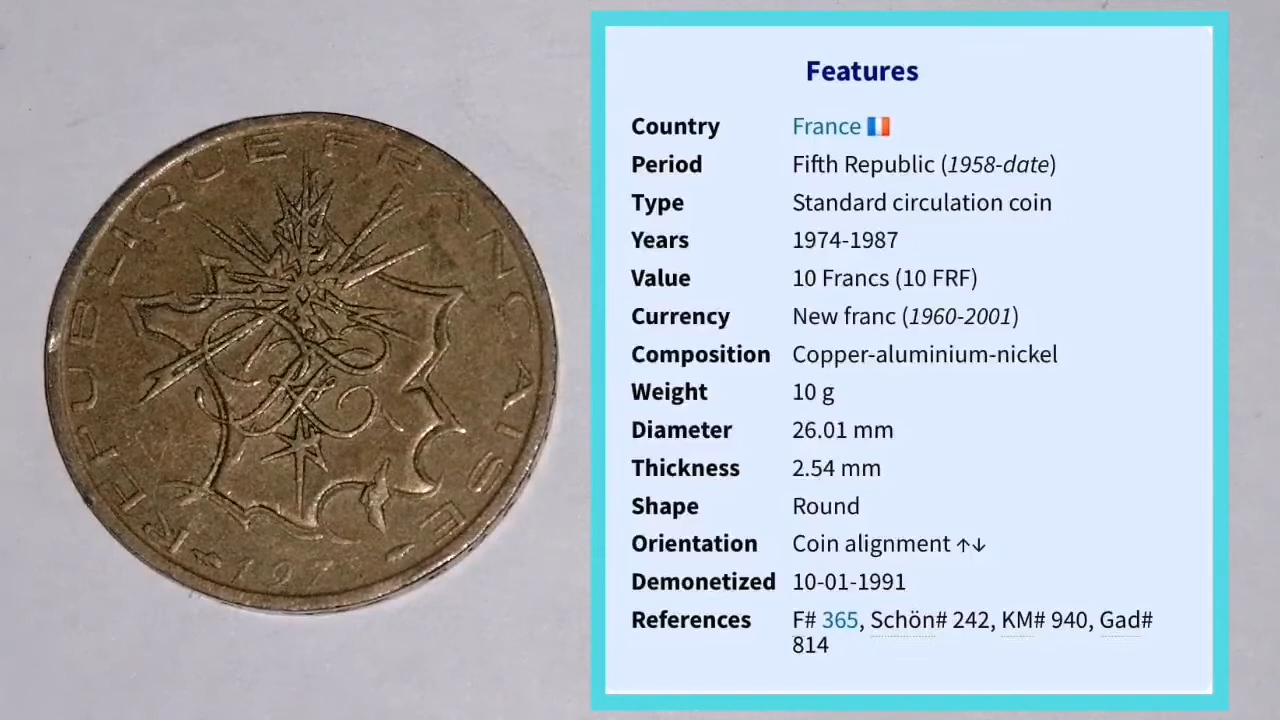 RÉPUBLIQUE FRANÇAISE
Features
Country France
Period Fifth Republic (1958-date)
Type Standard circulation coin
Years 1974-1987
Value 10 Francs (10 FRF)
Currency New franc (1960-2001)
Composition Copper-aluminium-nickel
Weight 10 g
Diameter 26.01 mm
Thickness 2.54 mm
Shape Round
Orientation Coin alignment ↑↓
Demonetized 10-01-1991
References F# 365, Schön# 242, KM# 940, Gad#
814